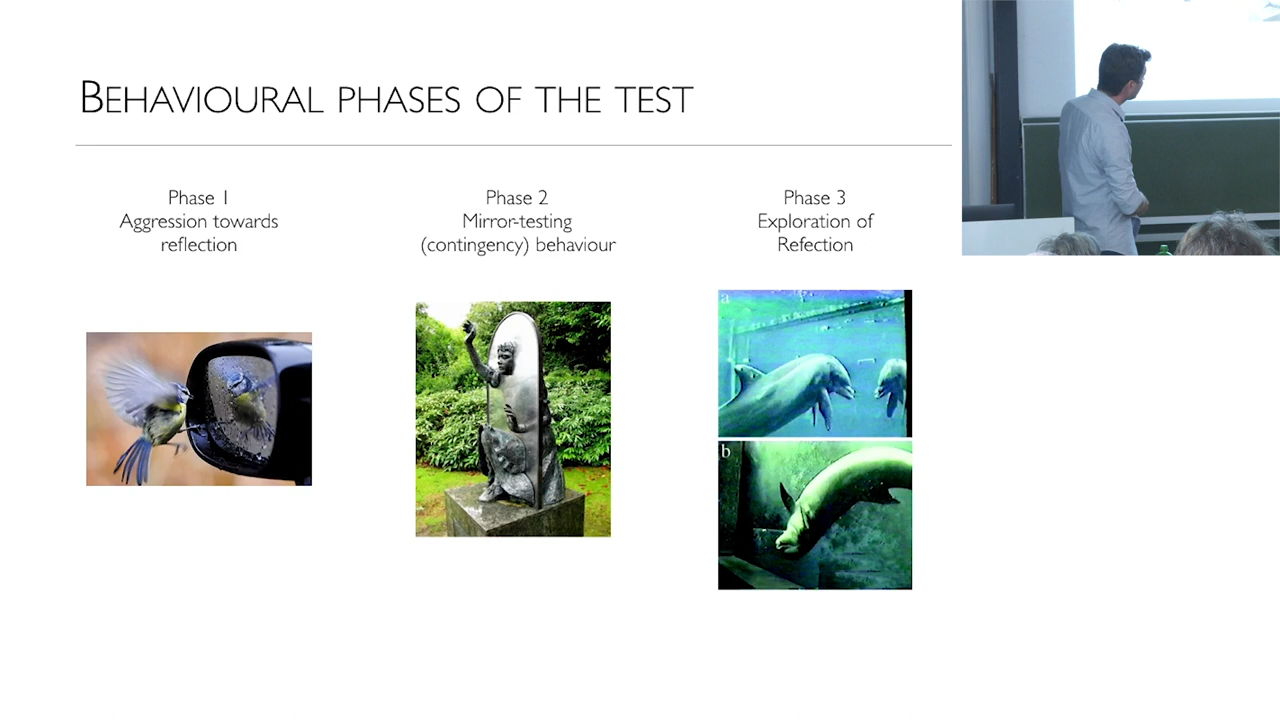 BEHAVIOURAL PHASES OF THE TEST
Phase 1
Aggression towards
reflection
Phase 2
Mirror-testing
(contingency) behaviour
Phase 3
Exploration of
Refection
a
b